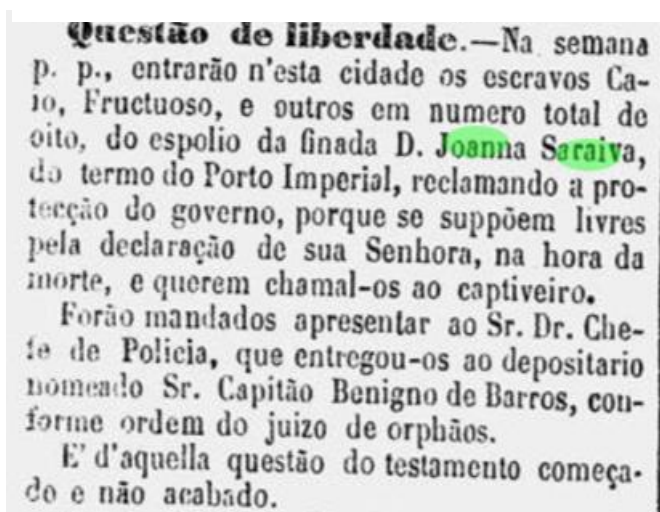 Questão de liberdade.—Na semana
p. p., entrarão n'esta cidade os escravos Ca-
io, Fructuoso, e outros em numero total de
oito, do espolio da finada D. Joanna Saraiva,
do termo do Porto Imperial, reclamando a pro-
tecção do governo, porque se suppõem livres
pela declaração de sua Senhora, na hora da
morte, e querem chamal-os ao captiveiro.
Forão mandados apresentar ao Sr. Dr. Che-
fe de Policia, que entregou-os ao depositario
nomeado Sr. Capitão Benigno de Barros, con-
forme ordem do juizo de orphãos.
E' d'aquella questão do testamento começa-
do e não acabado.